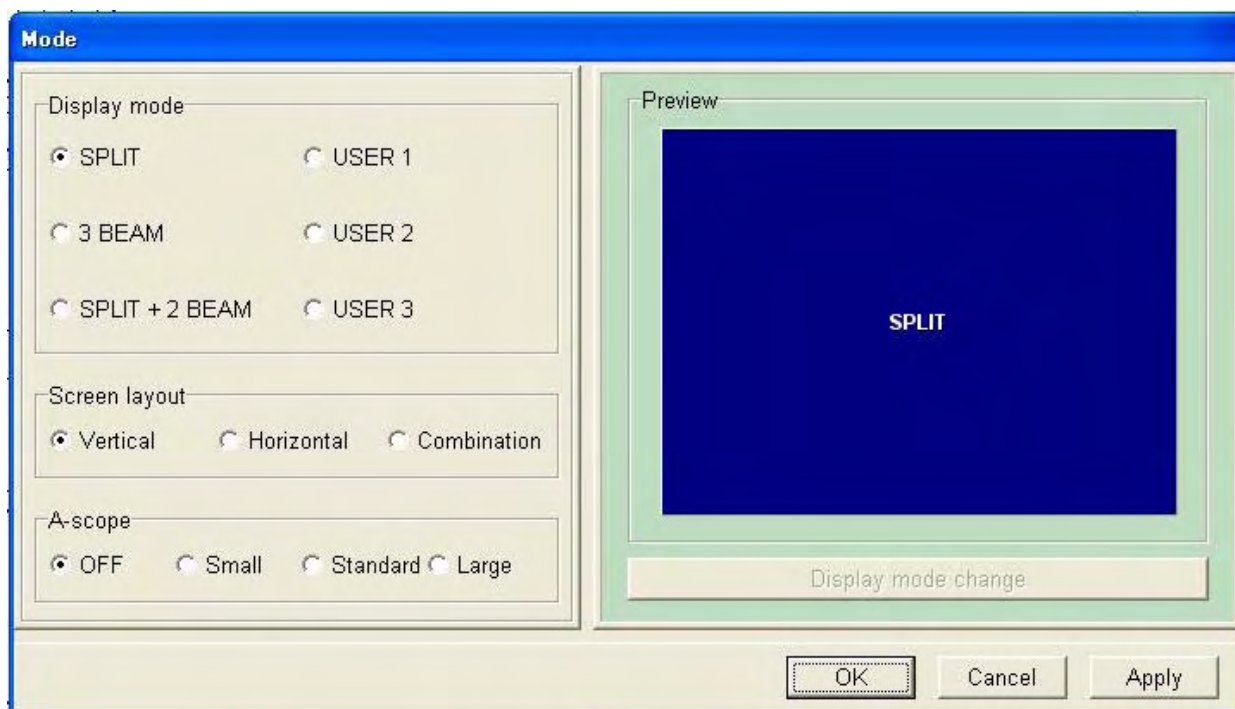 Mode
Display mode
SPLIT USER 1
3 BEAM USER 2
SPLIT + 2 BEAM USER 3
Screen layout
Vertical Horizontal Combination
A-scope
OFF Small Standard Large
Preview
SPLIT
Display mode change
OK Cancel Apply